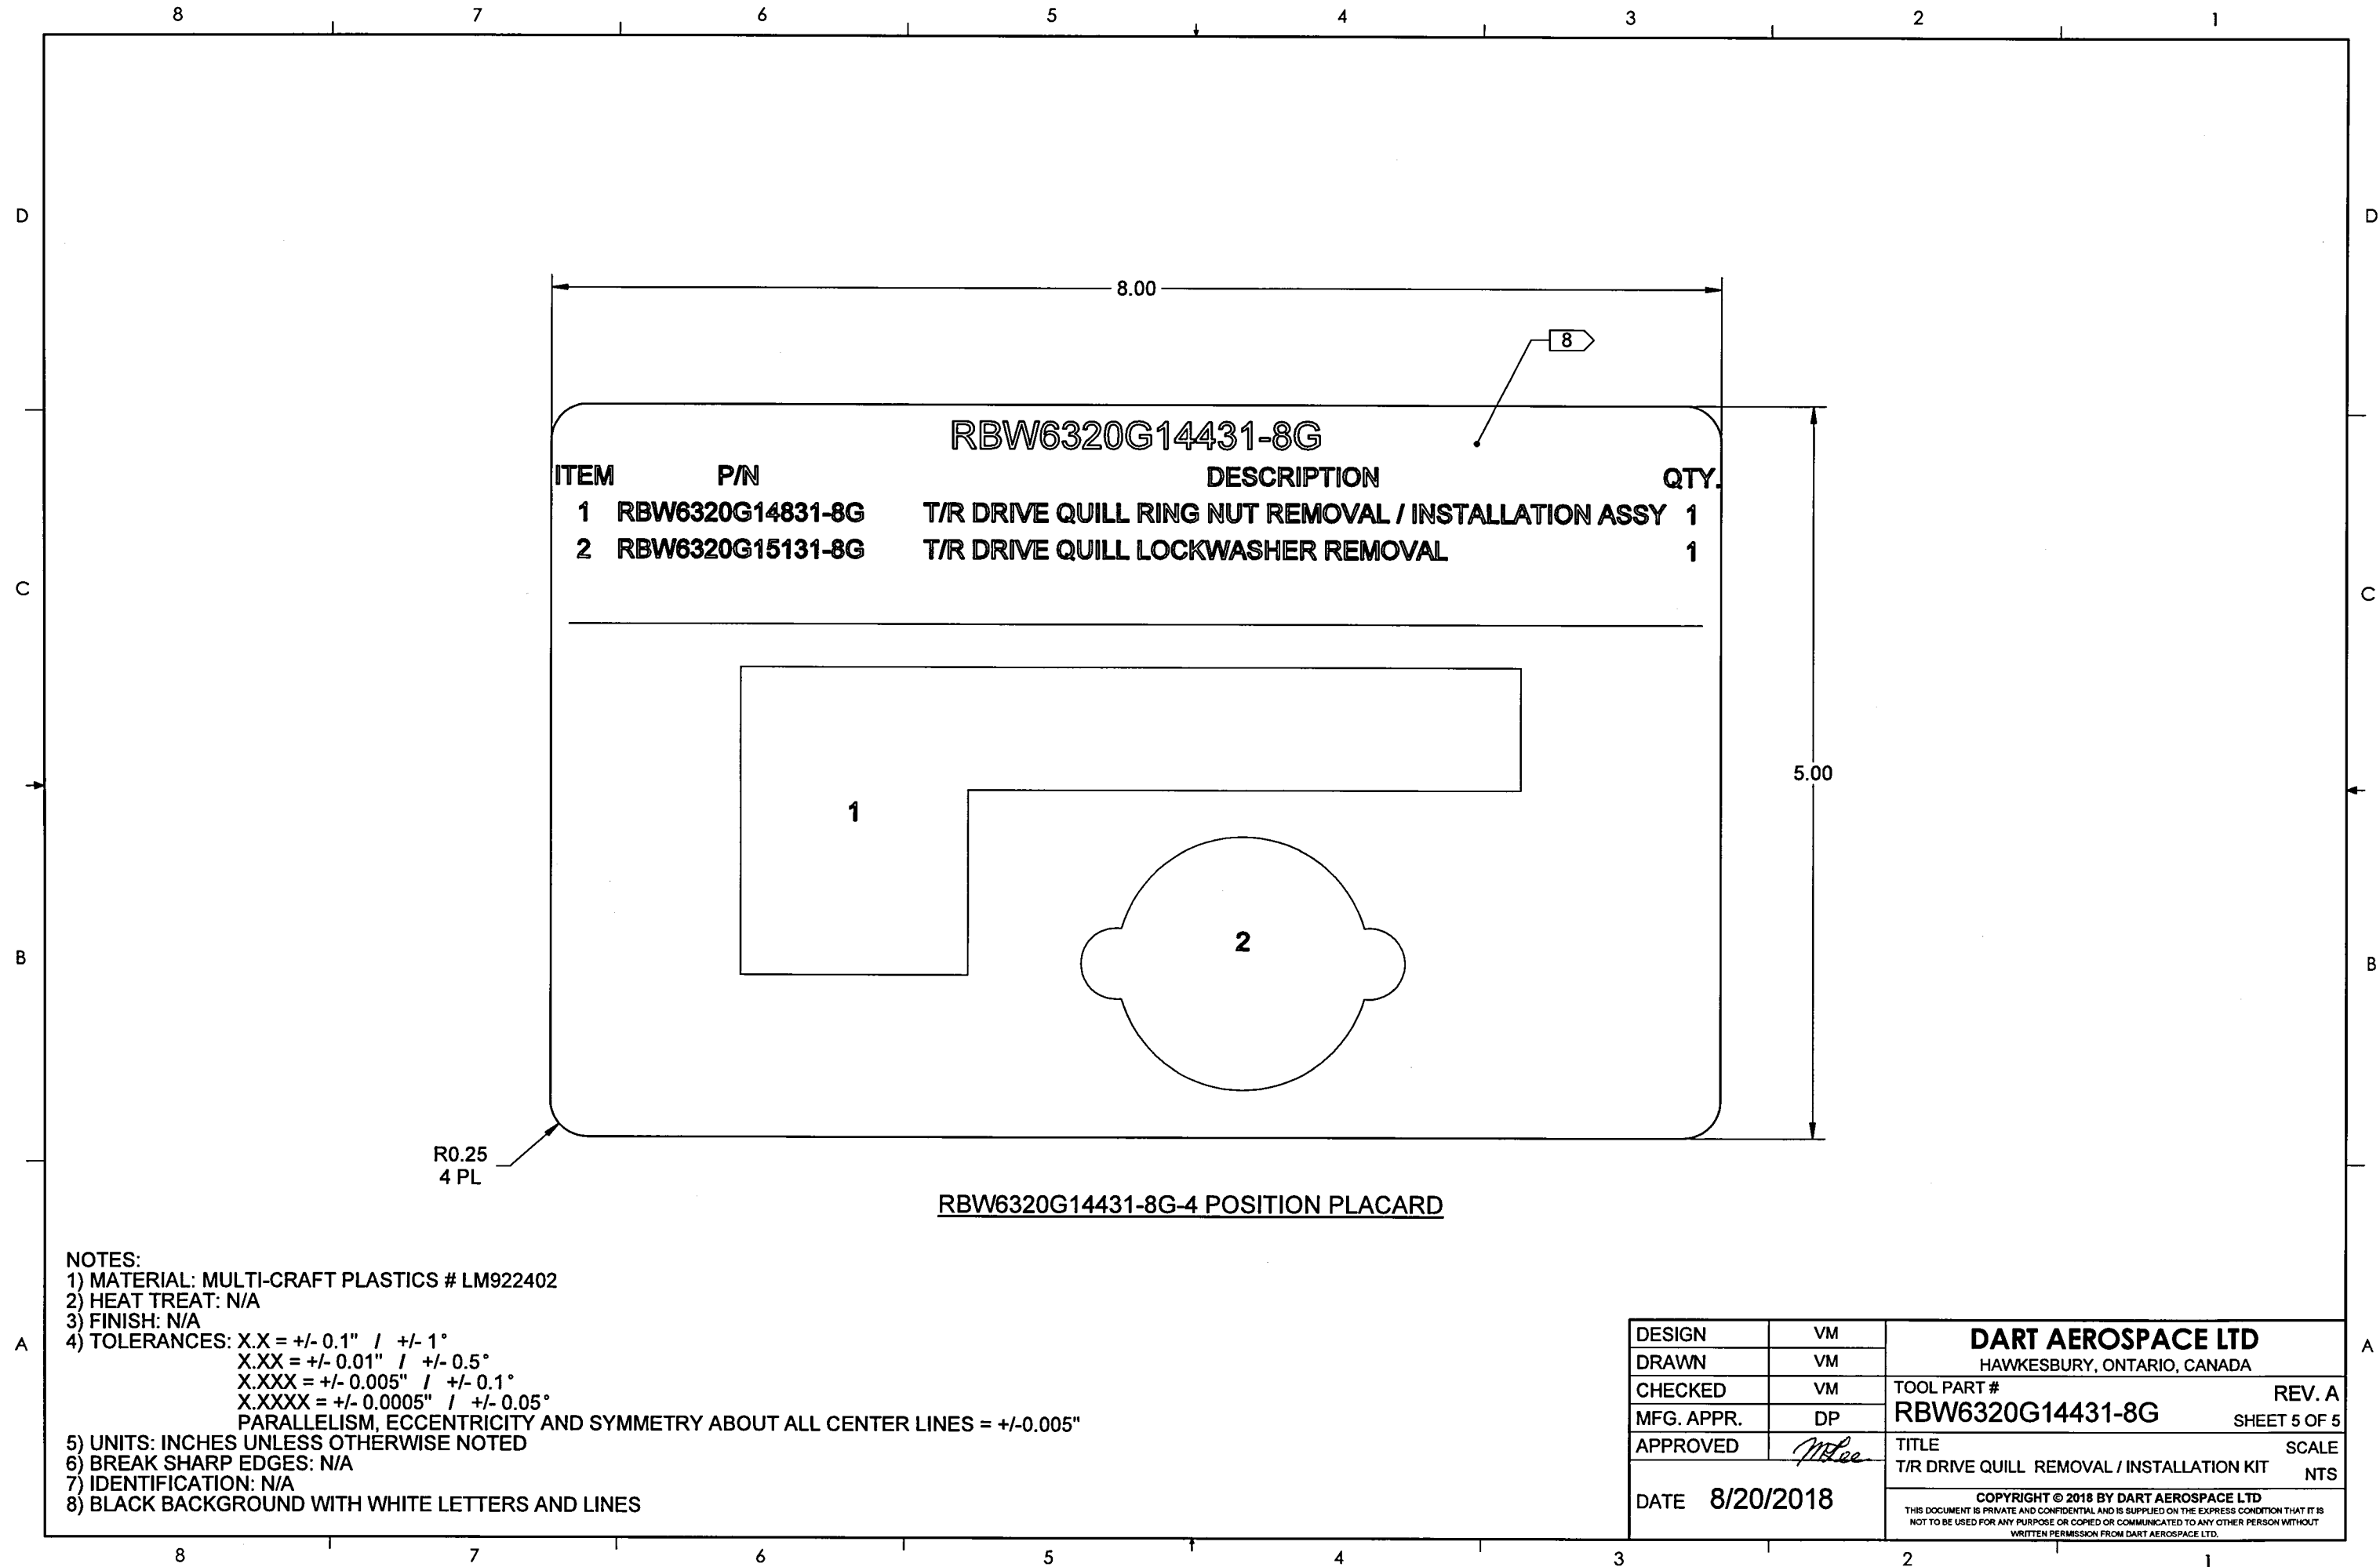 8 7 6 5 4 3 2 1
D D
8.00
8
RBW6320G14431-8G
ITEM P/N DESCRIPTION QTY.
1 RBW6320G14831-8G T/R DRIVE QUILL RING NUT REMOVAL / INSTALLATION ASSY 1
2 RBW6320G15131-8G T/R DRIVE QUILL LOCKWASHER REMOVAL 1
C C
5.00
1
2
B B
R0.25
4 PL
RBW6320G14431-8G-4 POSITION PLACARD
NOTES:
1) MATERIAL: MULTI-CRAFT PLASTICS # LM922402
2) HEAT TREAT: N/A
3) FINISH: N/A
4) TOLERANCES: X.X = +/- 0.1" / +/- 1°
X.XX = +/- 0.01" / +/- 0.5°
X.XXX = +/- 0.005" / +/- 0.1°
X.XXXX = +/- 0.0005" / +/- 0.05°
PARALLELISM, ECCENTRICITY AND SYMMETRY ABOUT ALL CENTER LINES = +/-0.005"
5) UNITS: INCHES UNLESS OTHERWISE NOTED
6) BREAK SHARP EDGES: N/A
7) IDENTIFICATION: N/A
8) BLACK BACKGROUND WITH WHITE LETTERS AND LINES
A A
DESIGN VM
DRAWN VM
CHECKED VM
MFG. APPR. DP
APPROVED MLee
DATE 8/20/2018
DART AEROSPACE LTD
HAWKESBURY, ONTARIO, CANADA
TOOL PART # REV. A
RBW6320G14431-8G SHEET 5 OF 5
TITLE SCALE
T/R DRIVE QUILL REMOVAL / INSTALLATION KIT NTS
COPYRIGHT © 2018 BY DART AEROSPACE LTD
THIS DOCUMENT IS PRIVATE AND CONFIDENTIAL AND IS SUPPLIED ON THE EXPRESS CONDITION THAT IT IS
NOT TO BE USED FOR ANY PURPOSE OR COPIED OR COMMUNICATED TO ANY OTHER PERSON WITHOUT
WRITTEN PERMISSION FROM DART AEROSPACE LTD.
8 7 6 5 4 3 2 1